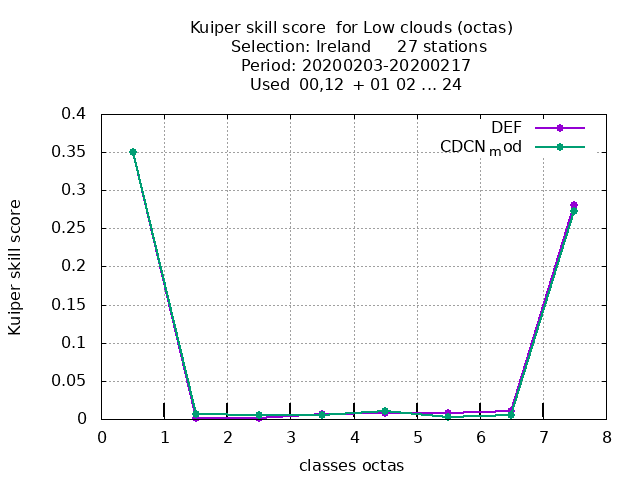 Kuiper skill score for Low clouds (octas)
Selection: Ireland 27 stations
Period: 20200203-20200217
Used 00,12 + 01 02 ... 24
DEF
CDCN_mod
0.4
0.35
0.3
0.25
0.2
0.15
0.1
0.05
0
Kuiper skill score
0 1 2 3 4 5 6 7 8
classes octas